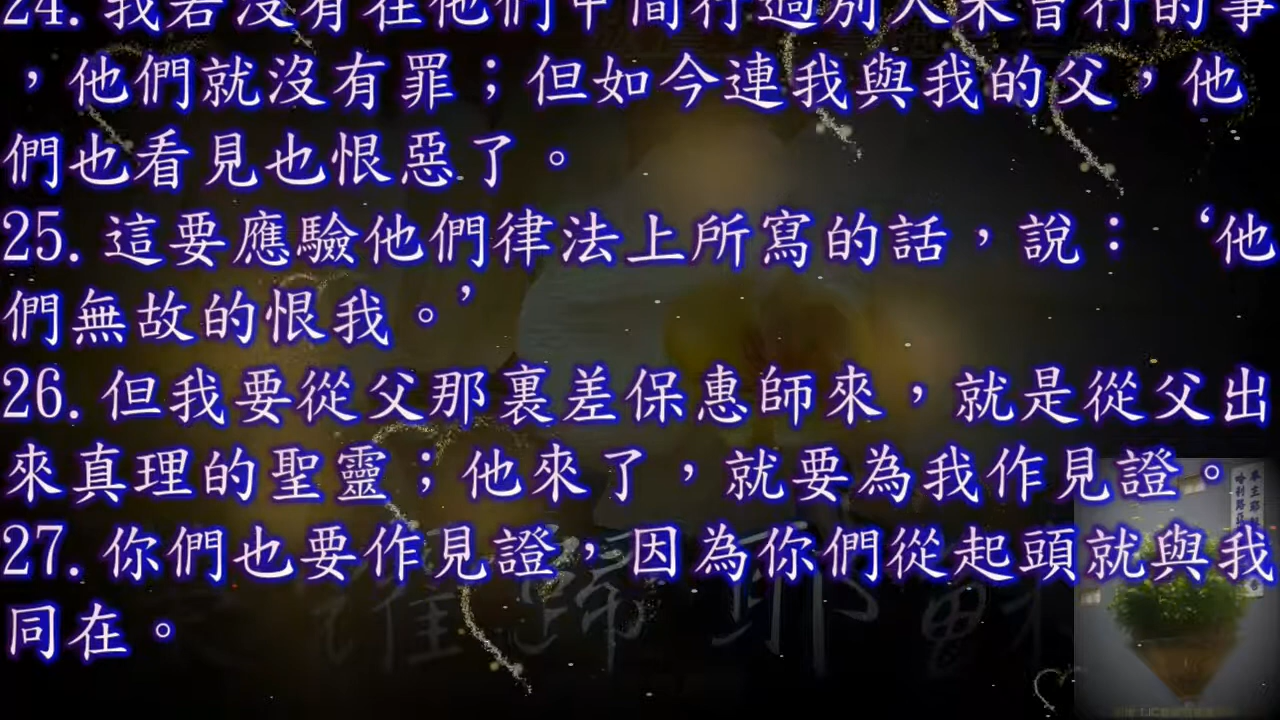 24. 我若沒有在他們中間行過別人未曾行的事
，他們就沒有罪；但如今連我與我的父，他
們也看見也恨惡了。
25. 這要應驗他們律法上所寫的話，說：‘他
們無故的恨我。’
26. 但我要從父那裏差保惠師來，就是從父出
來真理的聖靈；他來了，就要為我作見證。
27. 你們也要作見證，因為你們從起頭就與我
同在。
歸耶穌